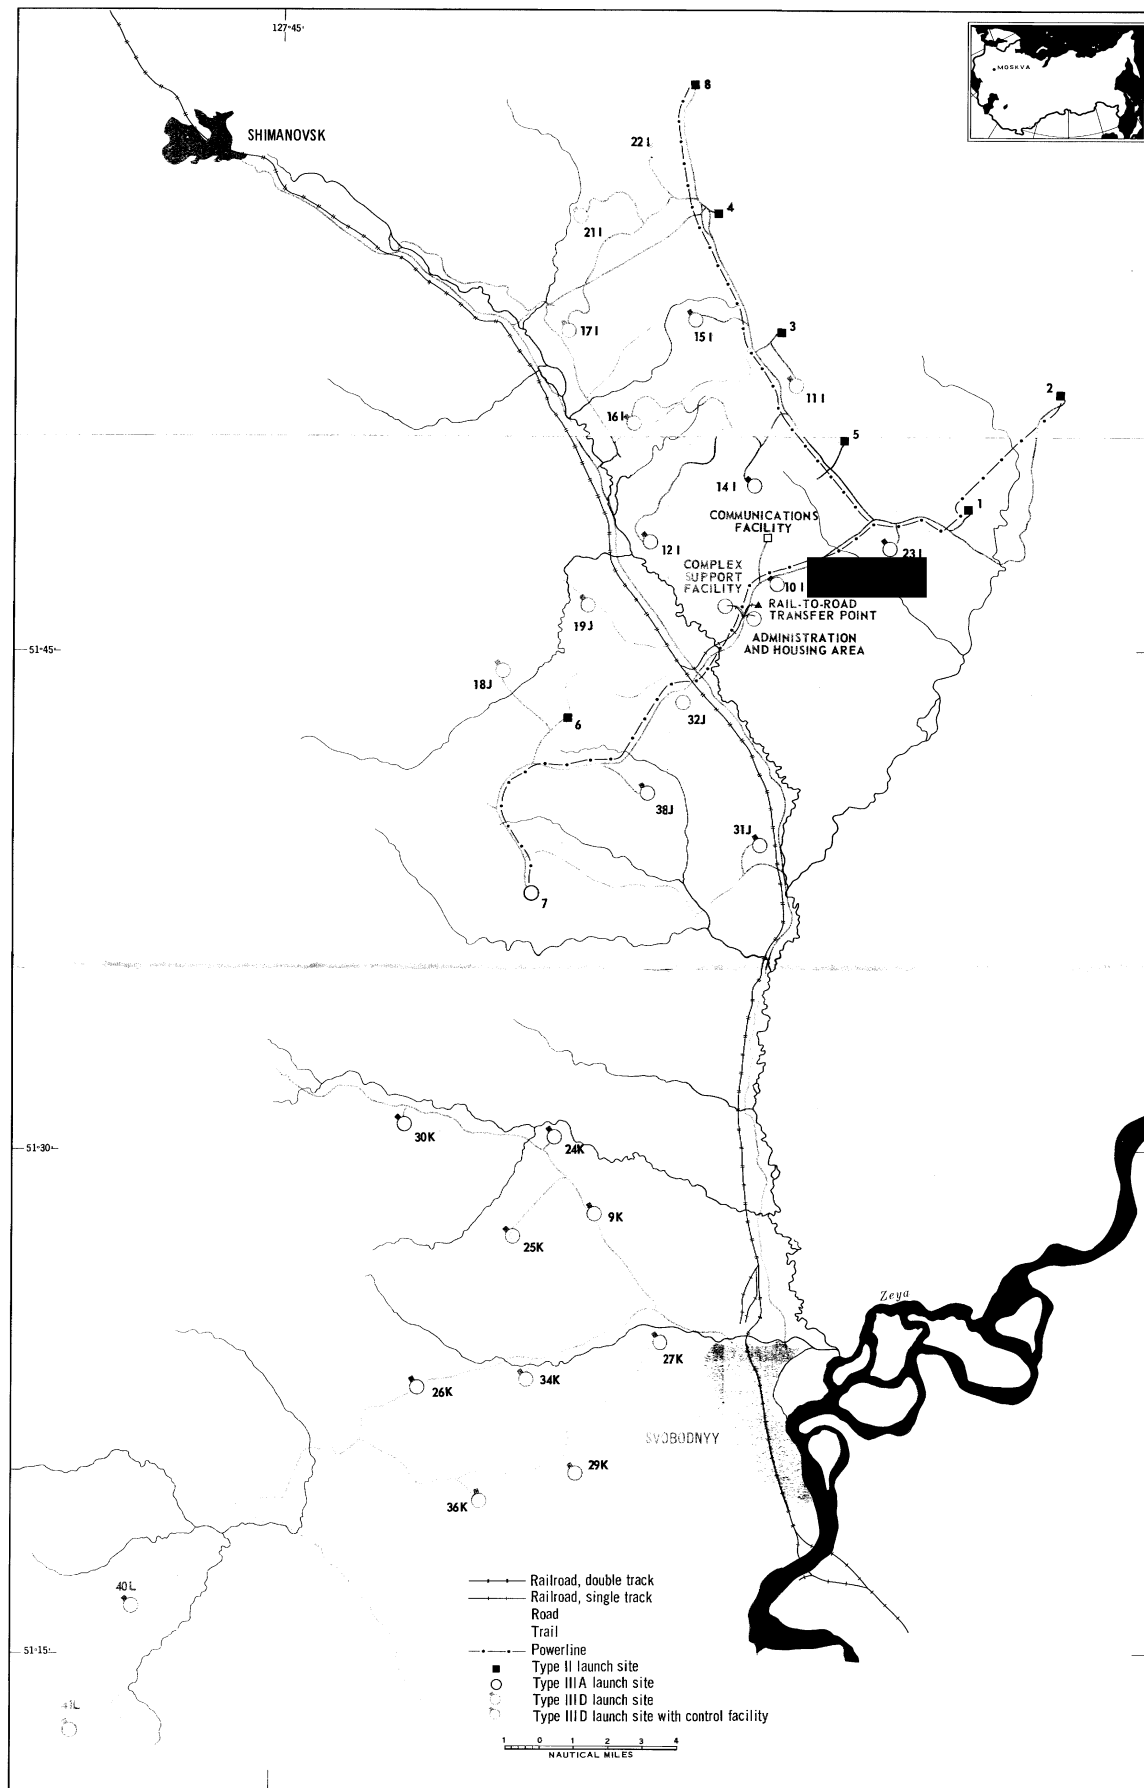 127°45'
MOSKVA
SHIMANOVSK
8
22 I
4
21 I
17 I
15 I
3
11 I
2
16 I
5
14 I
1
COMMUNICATIONS
FACILITY
12 I
23 I
COMPLEX
SUPPORT
FACILITY
10 I
RAIL-TO-ROAD
TRANSFER POINT
19J
ADMINISTRATION
AND HOUSING AREA
51°45'
18J
6
32J
38J
31J
7
30K
24K
51°30'
9K
25K
Zeya
27K
34K
26K
SVOBODNYY
29K
36K
40L
Railroad, double track
Railroad, single track
Road
Trail
51°15'
Powerline
Type II launch site
Type III A launch site
Type III D launch site
Type III D launch site with control facility
41L
1 0 1 2 3 4
NAUTICAL MILES